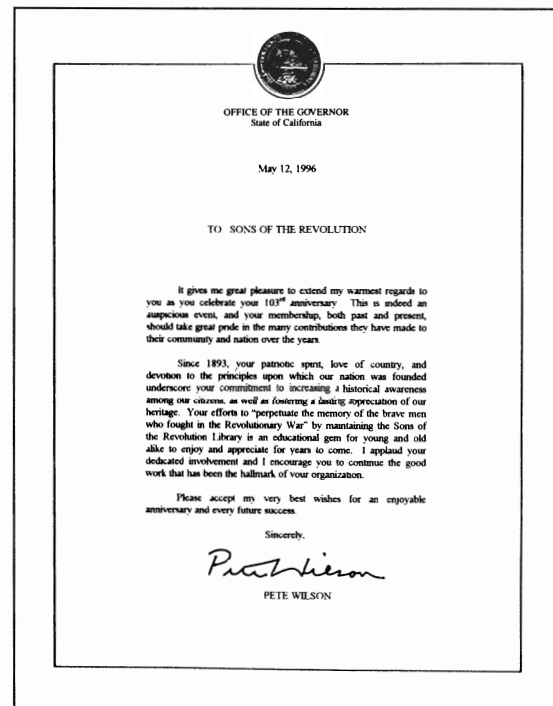 OFFICE OF THE GOVERNOR
State of California
May 12, 1996
TO SONS OF THE REVOLUTION
It gives me great pleasure to extend my warmest regards to
you as you celebrate your 103rd anniversary This is indeed an
auspicious event, and your membership, both past and present,
should take great pride in the many contributions they have made to
their community and nation over the years
Since 1893, your patriotic spirit, love of country, and
devotion to the principles upon which our nation was founded
underscore your commitment to increasing a historical awareness
among our citizens, as well as fostering a lasting appreciation of our
heritage. Your efforts to “perpetuate the memory of the brave men
who fought in the Revolutionary War” by maintaining the Sons of
the Revolution Library is an educational gem for young and old
alike to enjoy and appreciate for years to come. I applaud your
dedicated involvement and I encourage you to continue the good
work that has been the hallmark of your organization.
Please accept my very best wishes for an enjoyable
anniversary and every future success
Sincerely,
Pete Wilson
PETE WILSON